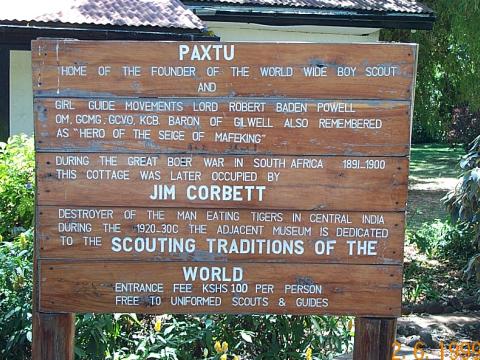 PAXTU
HOME OF THE FOUNDER OF THE WORLD WIDE BOY SCOUT
AND
GIRL GUIDE MOVEMENTS LORD ROBERT BADEN POWELL
OM, GCMG. GCVO, KCB. BARON OF GILWELL ALSO REMEMBERED
AS "HERO OF THE SEIGE OF MAFEKING"
DURING THE GREAT BOER WAR IN SOUTH AFRICA 1891-1900
THIS COTTAGE WAS LATER OCCUPIED BY
JIM CORBETT
DESTROYER OF THE MAN EATING TIGERS IN CENTRAL INDIA
DURING THE 1920-30C THE ADJACENT MUSEUM IS DEDICATED
TO THE SCOUTING TRADITIONS OF THE
WORLD
ENTRANCE FEE KSHS 100 PER PERSON
FREE TO UNIFORMED SCOUTS & GUIDES